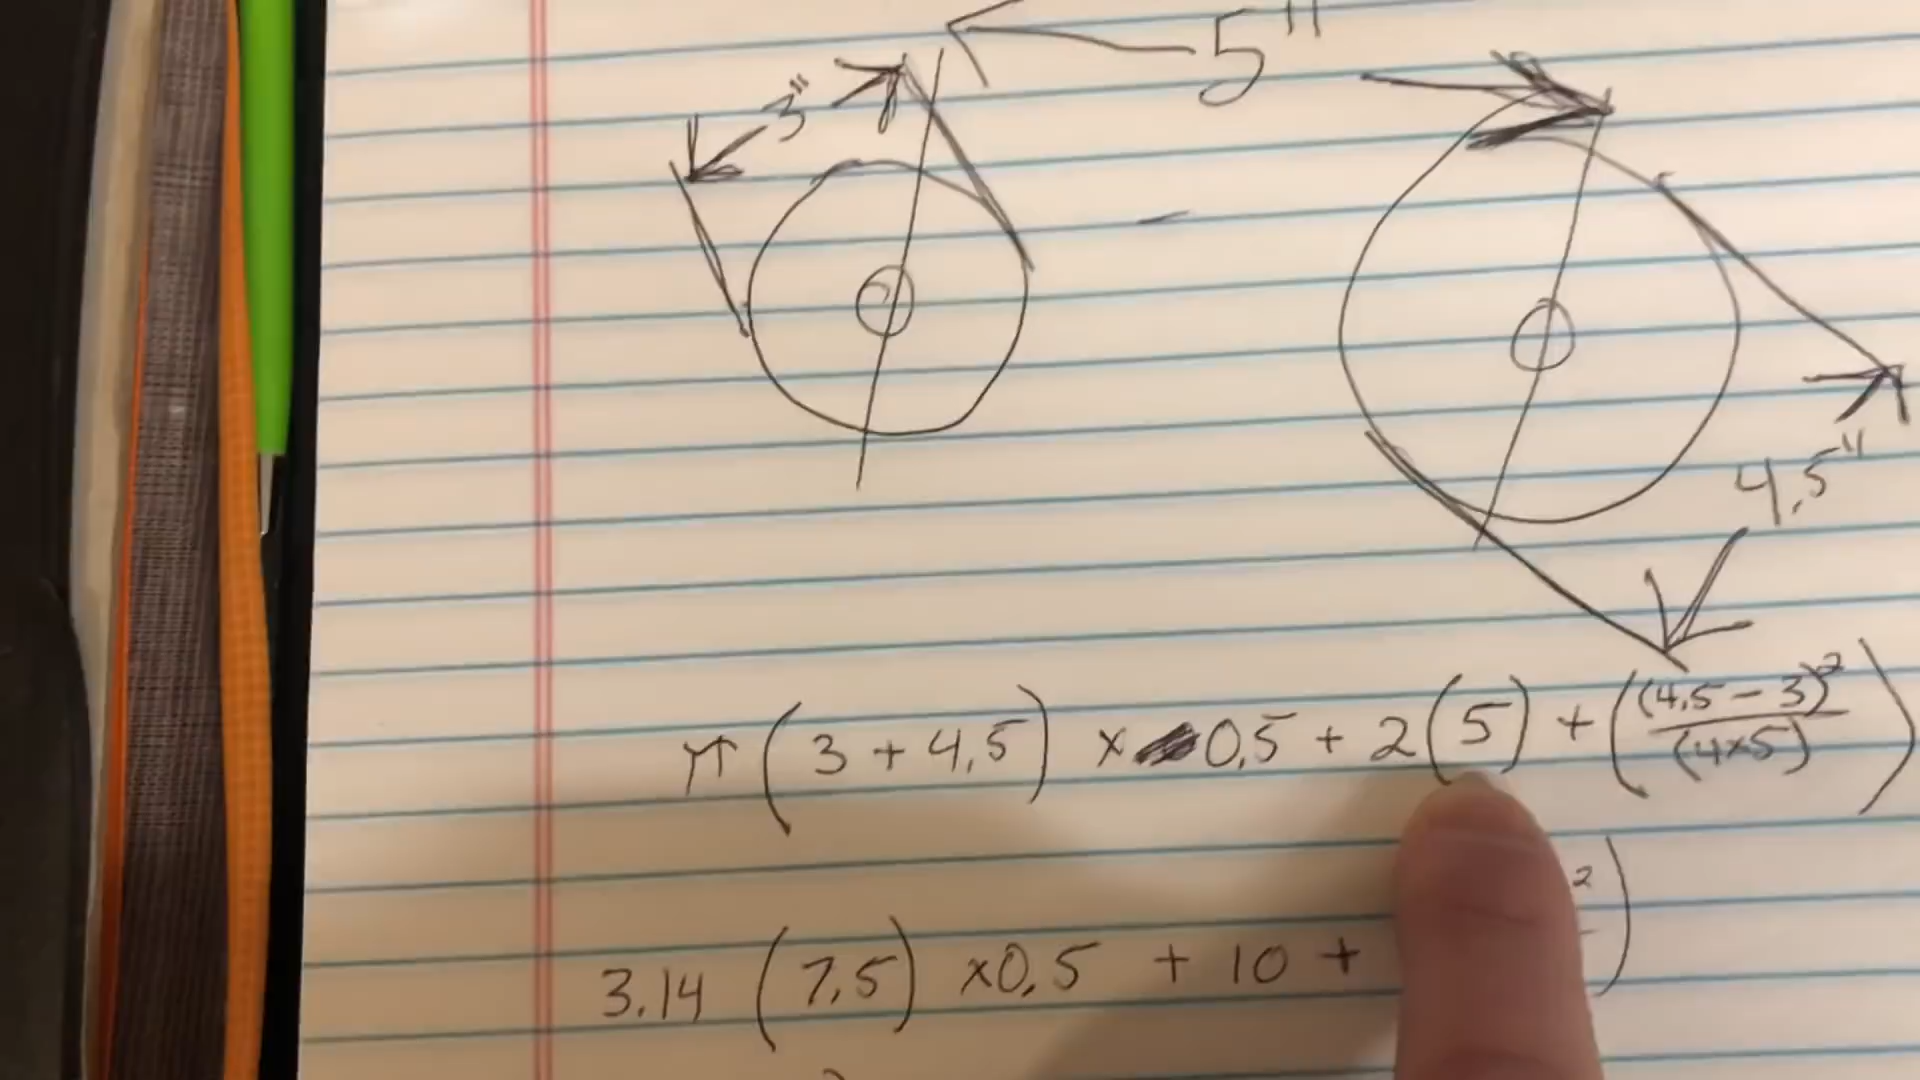 5"
3"
4.5"
π (3 + 4.5) × 0.5 + 2(5) + ((4.5 - 3)² / (4×5))
3.14 (7.5) ×0.5 + 10 + ²)